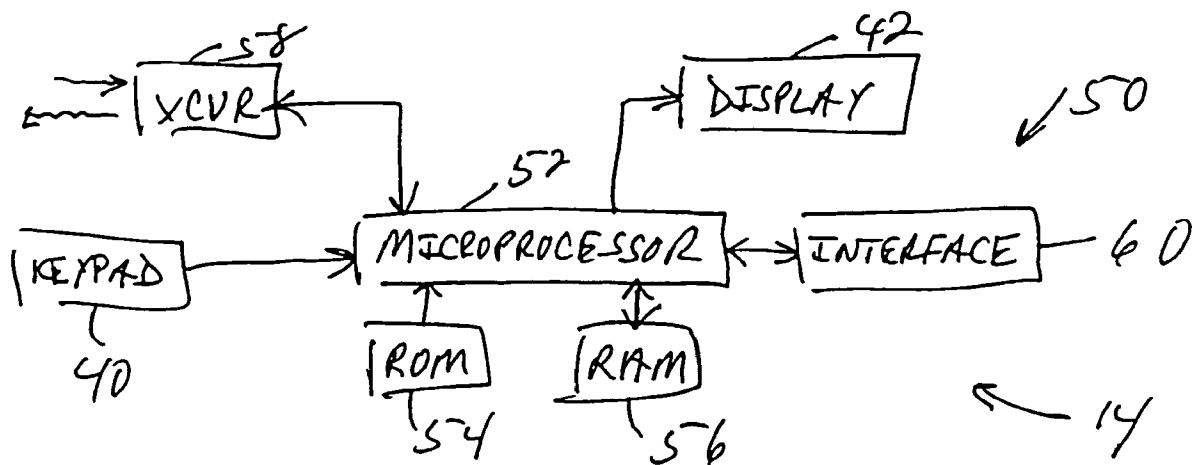 58
42
XCVR
DISPLAY
50
52
MICROPROCESSOR
INTERFACE
60
KEYPAD
ROM
RAM
40
54
56
14